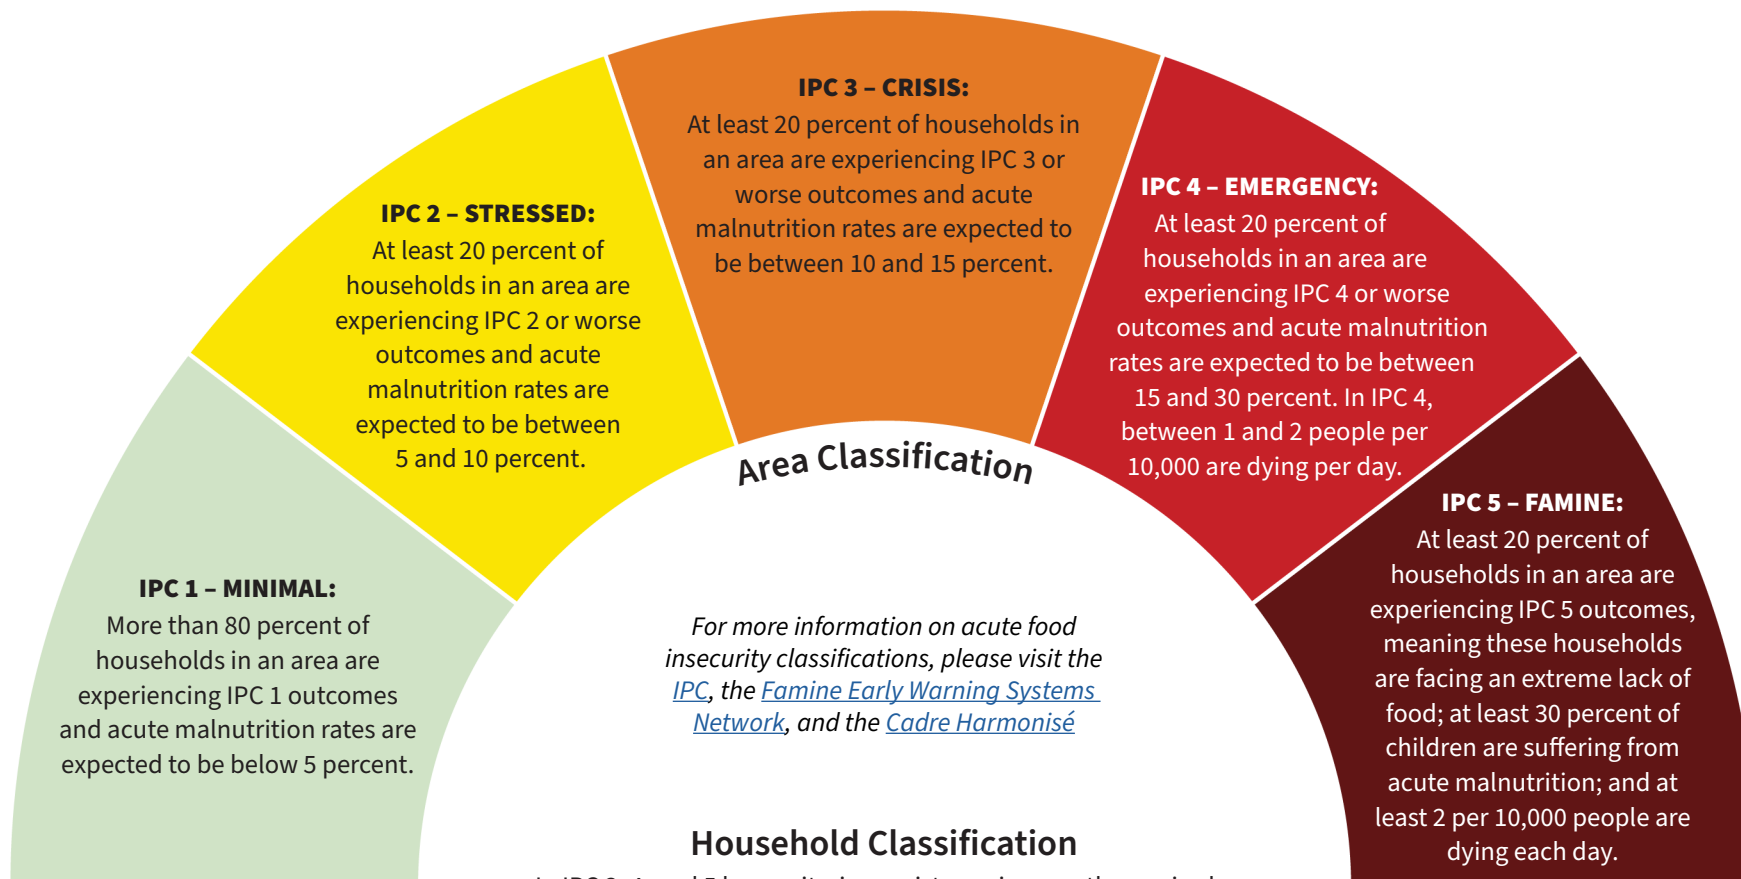 IPC 1 – MINIMAL:
More than 80 percent of
households in an area are
experiencing IPC 1 outcomes
and acute malnutrition rates are
expected to be below 5 percent.
IPC 2 – STRESSED:
At least 20 percent of
households in an area are
experiencing IPC 2 or worse
outcomes and acute
malnutrition rates are
expected to be between
5 and 10 percent.
IPC 3 – CRISIS:
At least 20 percent of households in
an area are experiencing IPC 3 or
worse outcomes and acute
malnutrition rates are expected to
be between 10 and 15 percent.
IPC 4 – EMERGENCY:
At least 20 percent of
households in an area are
experiencing IPC 4 or worse
outcomes and acute malnutrition
rates are expected to be between
15 and 30 percent. In IPC 4,
between 1 and 2 people per
10,000 are dying per day.
IPC 5 – FAMINE:
At least 20 percent of
households in an area are
experiencing IPC 5 outcomes,
meaning these households
are facing an extreme lack of
food; at least 30 percent of
children are suffering from
acute malnutrition; and at
least 2 per 10,000 people are
dying each day.
Area Classification
For more information on acute food
insecurity classifications, please visit the
IPC, the Famine Early Warning Systems
Network, and the Cadre Harmonisé
Household Classification